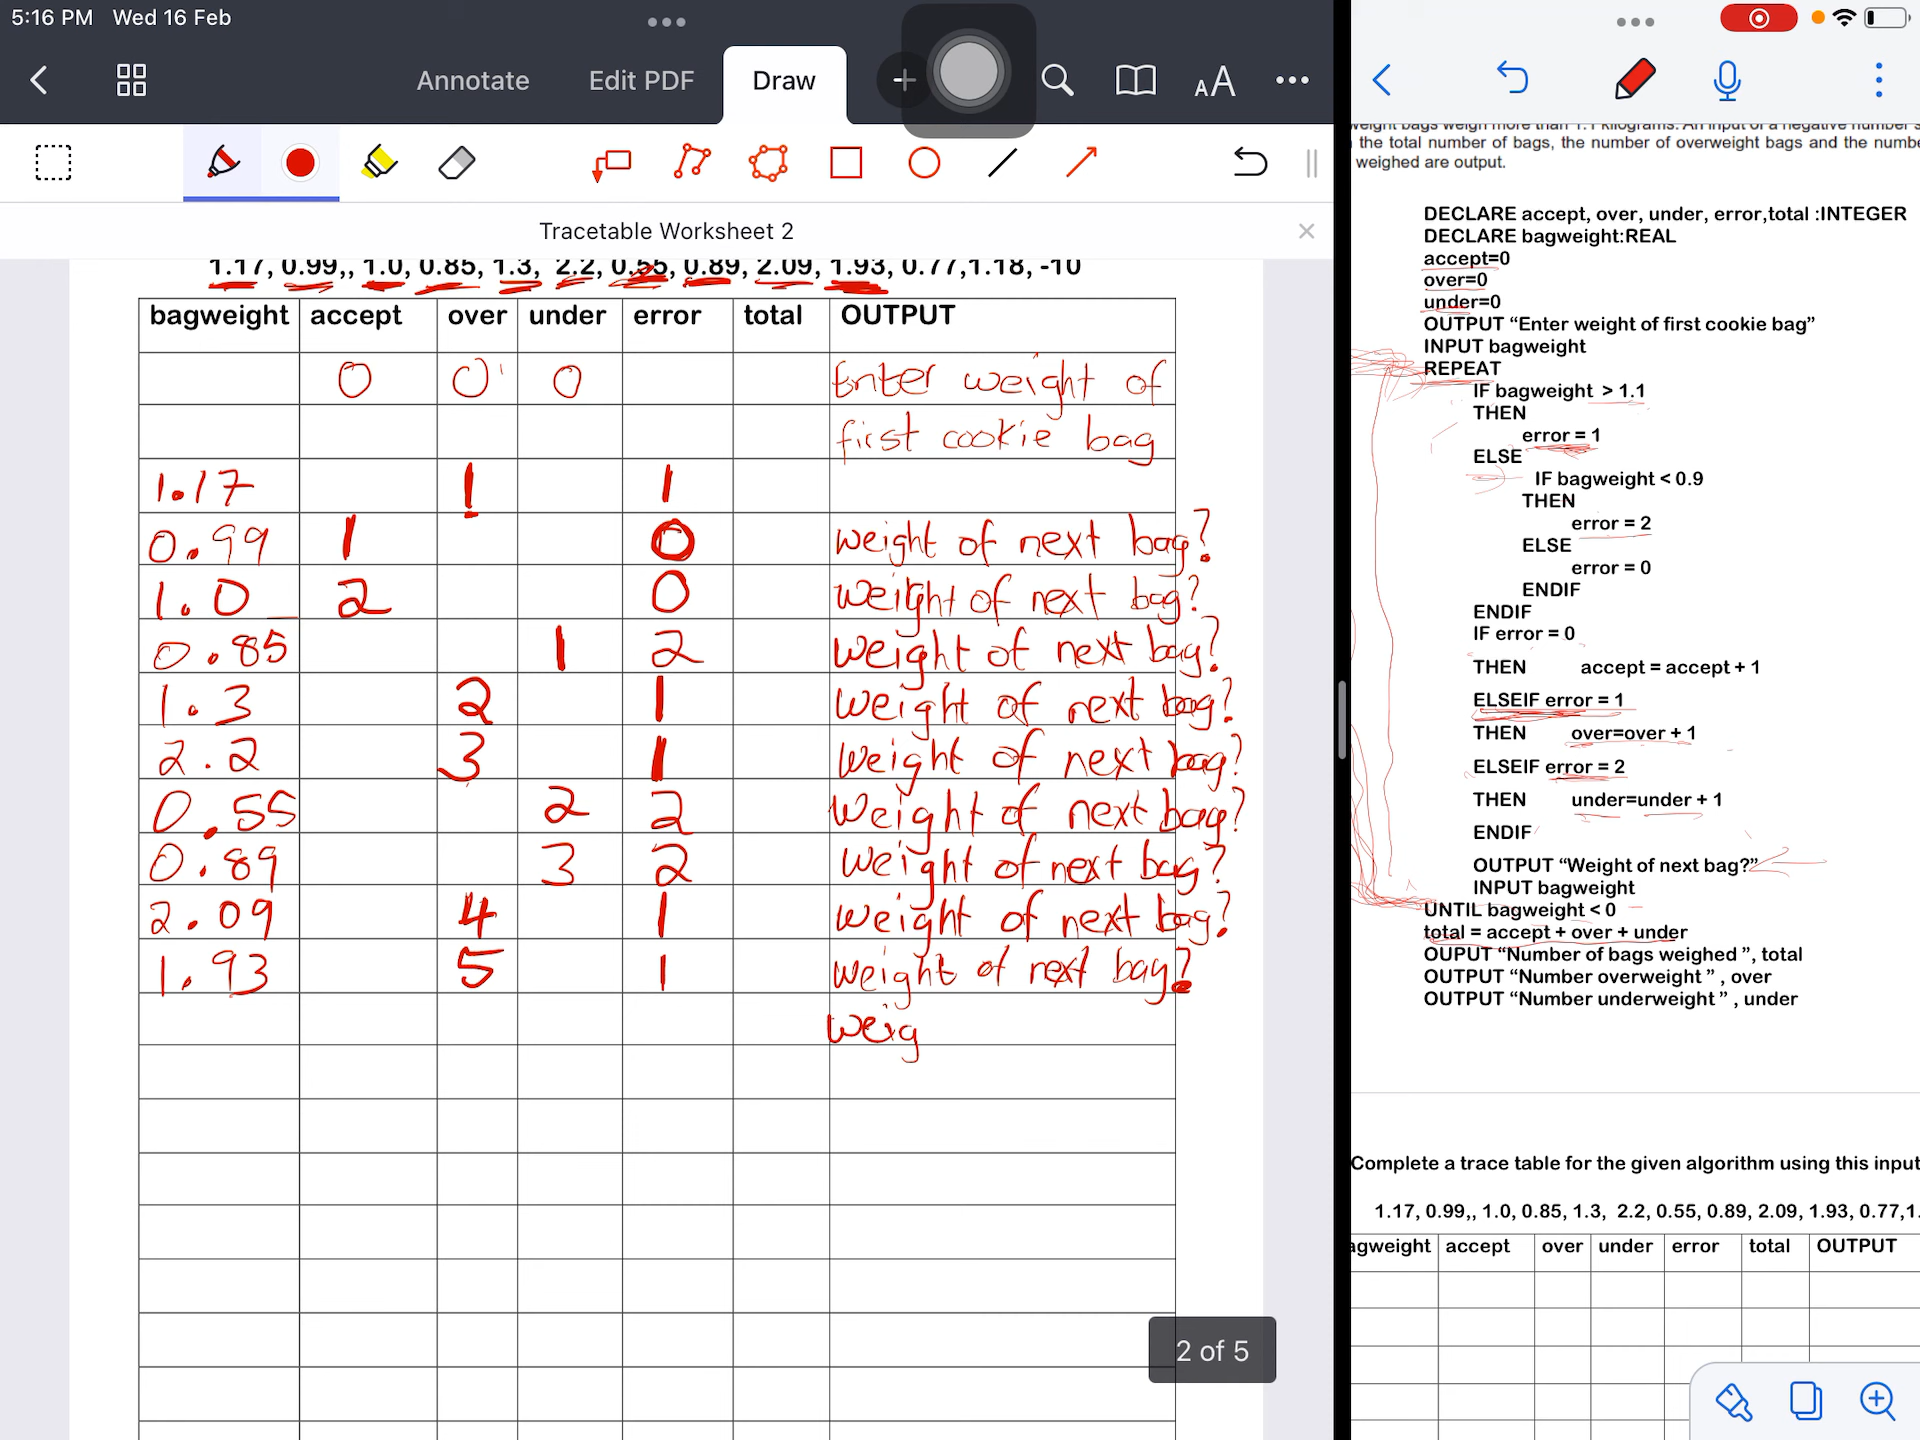 5:16 PM Wed 16 Feb
Annotate Edit PDF Draw
Tracetable Worksheet 2
1.17, 0.99,, 1.0, 0.85, 1.3, 2.2, 0.55, 0.89, 2.09, 1.93, 0.77,1.18, -10
bagweight accept over under error total OUTPUT
0 0 0 Enter weight of
first cookie bag
1.17 1 1
0.99 1 0 weight of next bag?
1.0 2 0 weight of next bag?
0.85 1 2 weight of next bag?
1.3 2 1 weight of next bag?
2.2 3 1 weight of next bag?
0.55 2 2 weight of next bag?
0.89 3 2 weight of next bag?
2.09 4 1 weight of next bag?
1.93 5 1 weight of next bag?
weig
2 of 5
weight bags weigh more than 1.1 kilograms. An input of a negative number
the total number of bags, the number of overweight bags and the numbe
weighed are output.
DECLARE accept, over, under, error,total :INTEGER
DECLARE bagweight:REAL
accept=0
over=0
under=0
OUTPUT “Enter weight of first cookie bag”
INPUT bagweight
REPEAT
IF bagweight > 1.1
THEN
error = 1
ELSE
IF bagweight < 0.9
THEN
error = 2
ELSE
error = 0
ENDIF
ENDIF
IF error = 0
THEN accept = accept + 1
ELSEIF error = 1
THEN over=over + 1
ELSEIF error = 2
THEN under=under + 1
ENDIF
OUTPUT “Weight of next bag?”
INPUT bagweight
UNTIL bagweight < 0
total = accept + over + under
OUPUT “Number of bags weighed ”, total
OUTPUT “Number overweight ” , over
OUTPUT “Number underweight ” , under
Complete a trace table for the given algorithm using this input
1.17, 0.99,, 1.0, 0.85, 1.3, 2.2, 0.55, 0.89, 2.09, 1.93, 0.77,1.
agweight accept over under error total OUTPUT